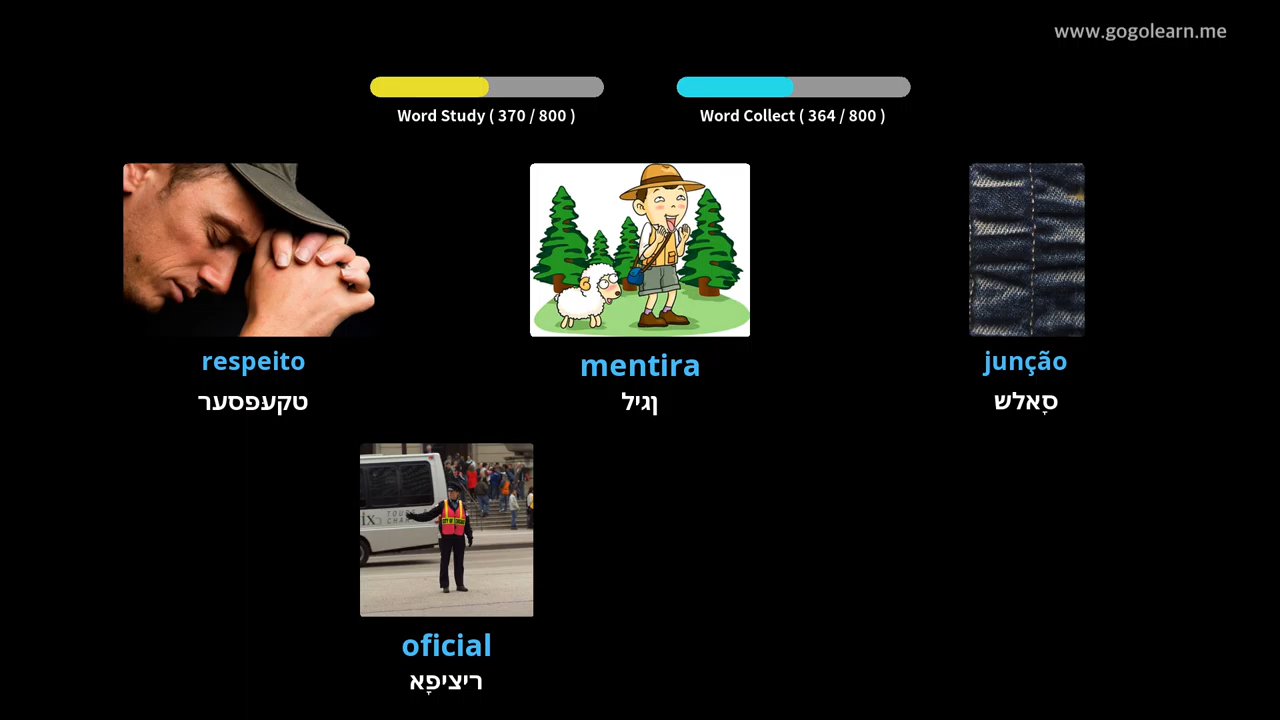 www.gogolearn.me
Word Study ( 370 / 800 )
Word Collect ( 364 / 800 )
respeito
טקעפסער
mentira
ןגיל
junção
סָאלש
oficial
ריציפָא